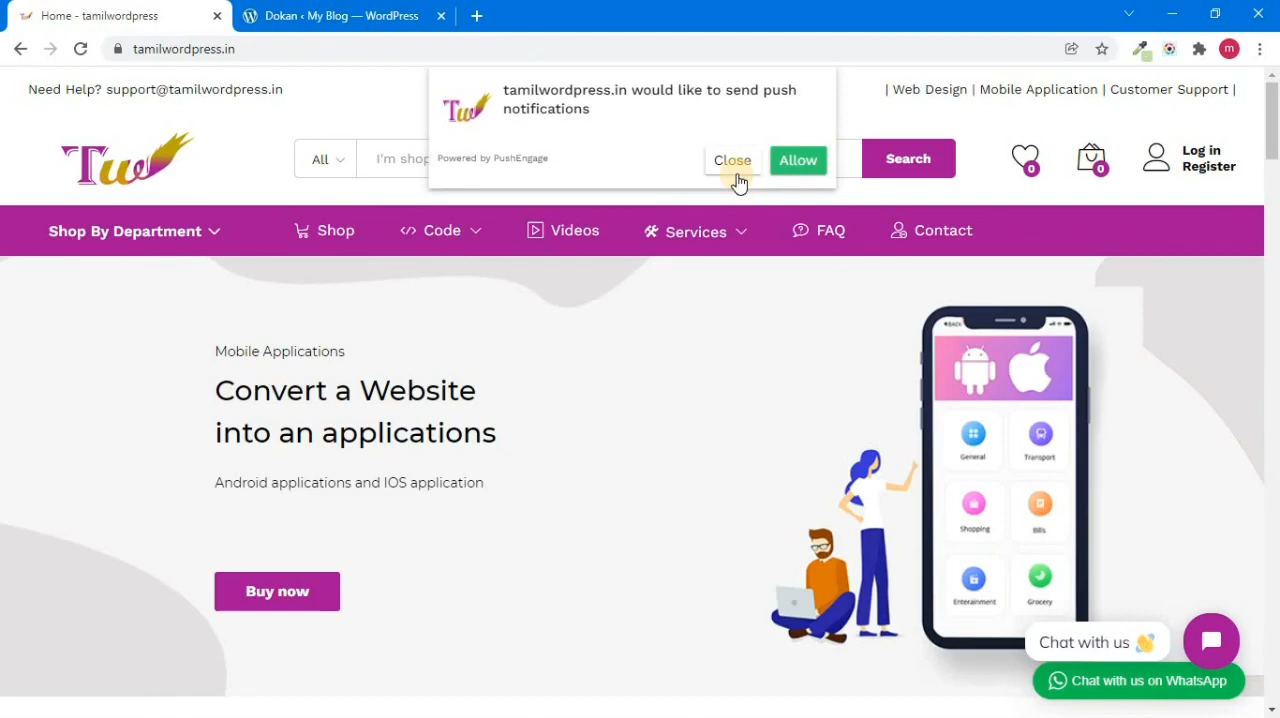 Home - tamilwordpress
Dokan ‹ My Blog — WordPress
tamilwordpress.in
m
Need Help? support@tamilwordpress.in
tamilwordpress.in would like to send push
notifications
Powered by PushEngage
Close
Allow
| Web Design | Mobile Application | Customer Support |
Tw
Tw
All
I'm shop
Search
0
0
Log in
Register
Shop By Department
Shop
Code
Videos
Services
FAQ
Contact
Mobile Applications
Convert a Website
into an applications
Android applications and IOS application
Buy now
BACK
General
Transport
Shopping
Bills
Enterainment
Grocery
Chat with us
Chat with us on WhatsApp